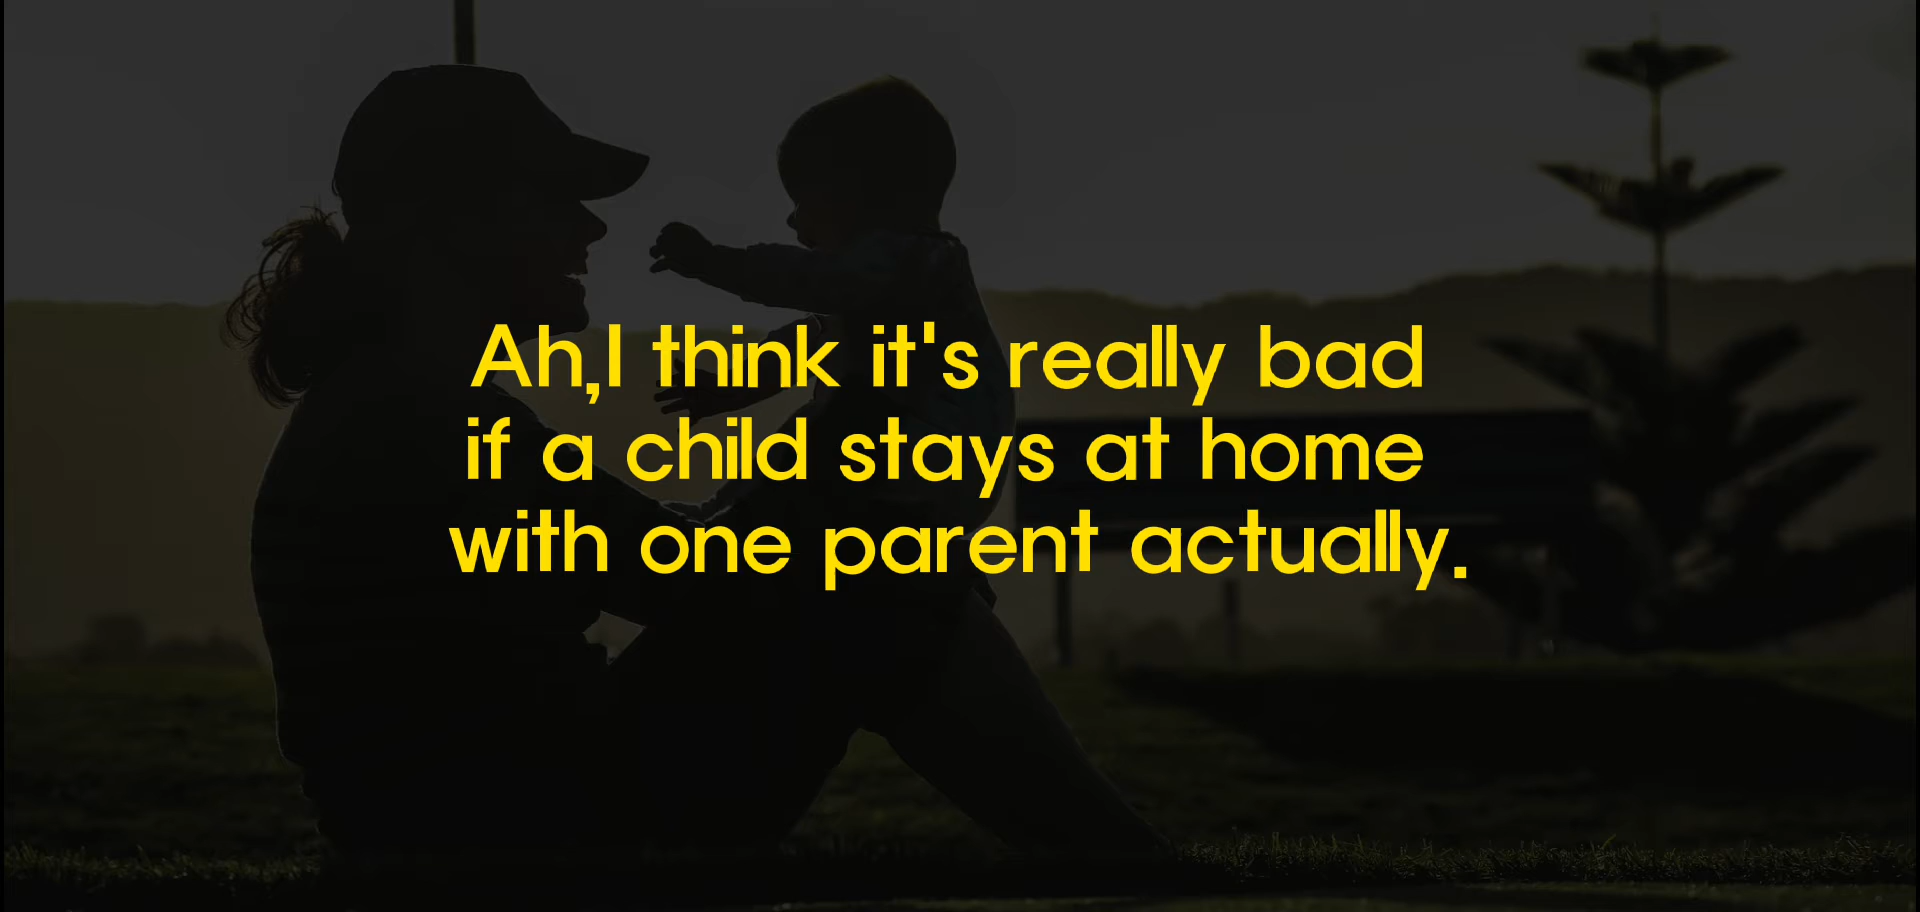 Ah,I think it's really bad
if a child stays at home
with one parent actually.